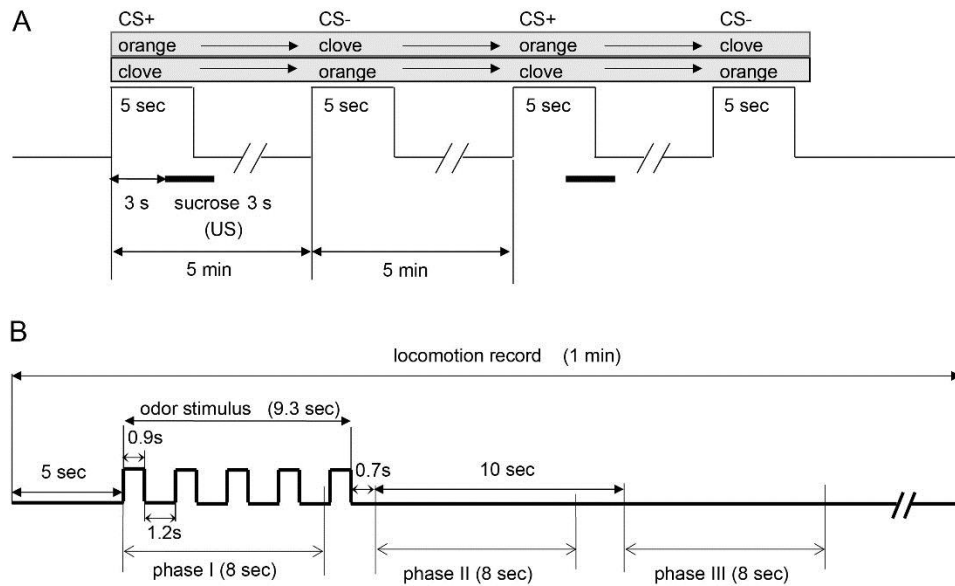 A
CS+ CS- CS+ CS-
orange clove orange clove
clove orange clove orange
5 sec 5 sec 5 sec 5 sec
3 s sucrose 3 s
(US)
5 min 5 min
B
locomotion record (1 min)
odor stimulus (9.3 sec)
0.9s
5 sec 0.7s 10 sec
1.2s
phase I (8 sec) phase II (8 sec) phase III (8 sec)